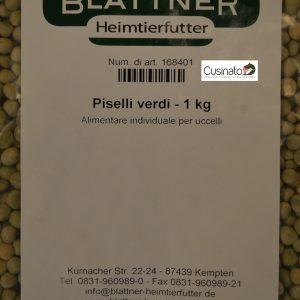 BLATTNER
Heimtierfutter
Num. di art. 168401
Cusinato
Piselli verdi - 1 kg
Alimentare individuale per uccelli
Kurnacher Str. 22-24 - 87439 Kempten
Tel 0831-960989-0 - Fax 0831-960989-21
info@blattner-heimtierfutter.de